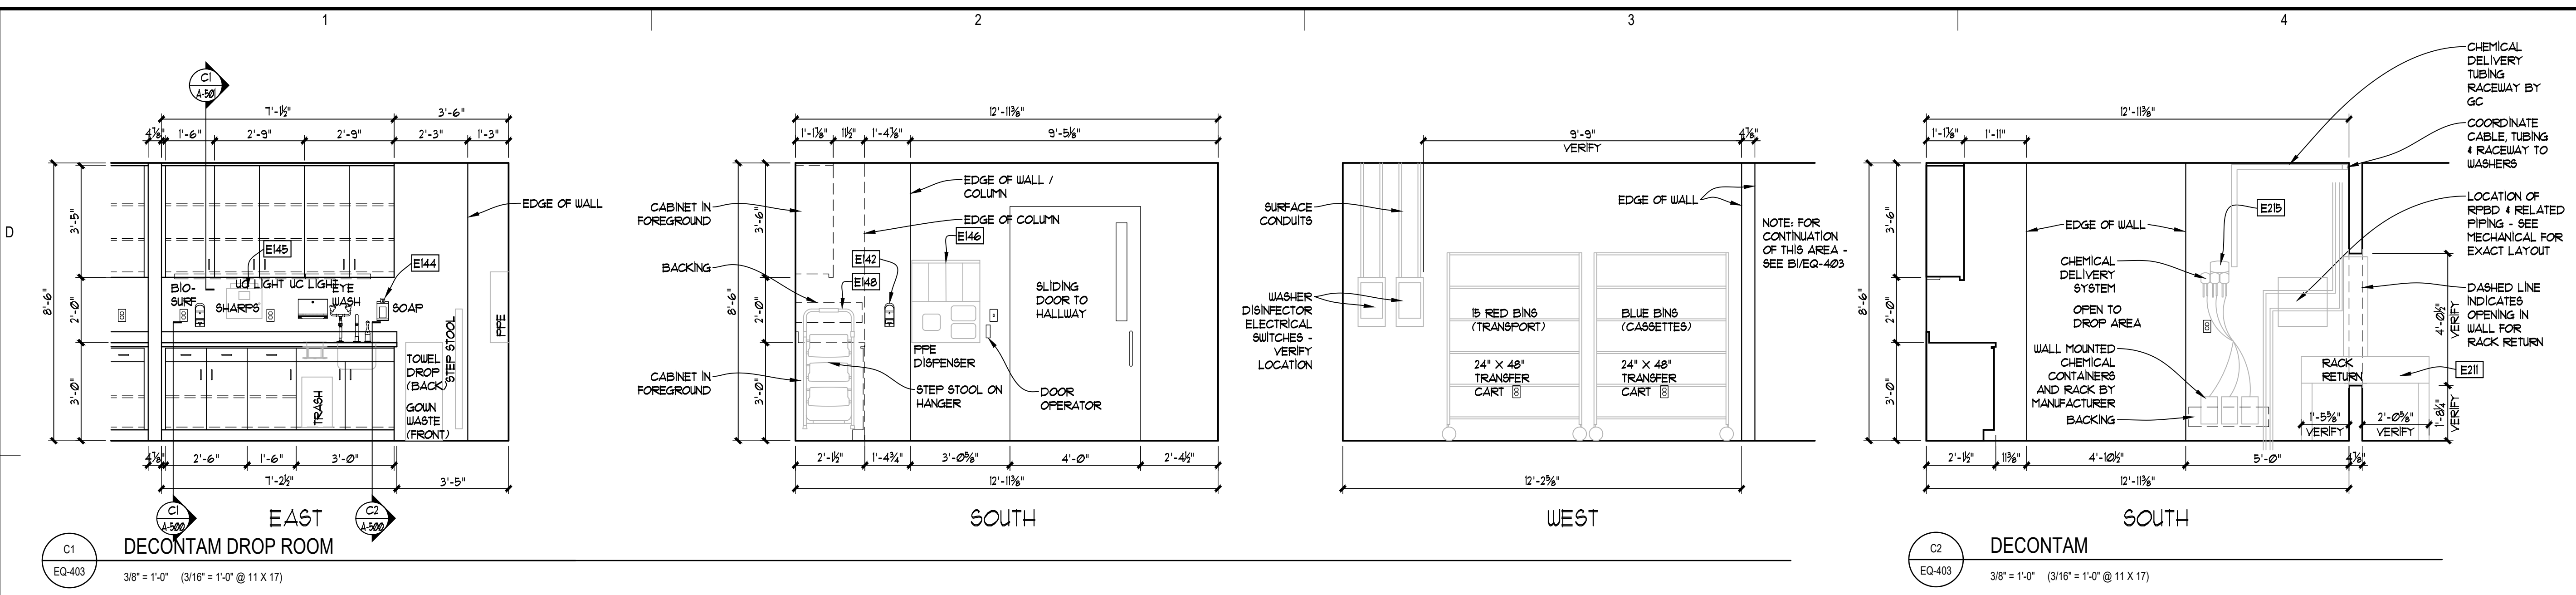 1
2
3
4
D
C1
A-501
7'-1½"
3'-6"
4⅞"
1'-6"
2'-9"
2'-9"
2'-3"
1'-3"
8'-6"
3'-5"
2'-0"
3'-0"
EDGE OF WALL
E145
E144
UC LIGHT
UC LIGHT
BIO-
SURF
SHARPS
EYE
WASH
SOAP
STEP STOOL
PPE
TOWEL
DROP
(BACK)
GOWN
WASTE
(FRONT)
TRASH
4⅞"
2'-6"
1'-6"
3'-0"
7'-2½"
3'-5"
C1
A-500
EAST
C2
A-500
C1
EQ-403
DECONTAM DROP ROOM
3/8" = 1'-0" (3/16" = 1'-0" @ 11 X 17)
12'-11⅜"
1'-1⅞"
11½"
1'-4⅞"
9'-5⅛"
8'-6"
3'-6"
2'-0"
3'-0"
CABINET IN
FOREGROUND
BACKING
CABINET IN
FOREGROUND
EDGE OF WALL /
COLUMN
EDGE OF COLUMN
E146
E142
E148
SLIDING
DOOR TO
HALLWAY
PPE
DISPENSER
STEP STOOL ON
HANGER
DOOR
OPERATOR
2'-1½"
1'-4¾"
3'-0⅝"
4'-0"
2'-4½"
12'-11⅜"
SOUTH
9'-9"
VERIFY
4⅞"
SURFACE
CONDUITS
WASHER
DISINFECTOR
ELECTRICAL
SWITCHES -
VERIFY
LOCATION
EDGE OF WALL
NOTE: FOR
CONTINUATION
OF THIS AREA -
SEE B1/EQ-403
15 RED BINS
(TRANSPORT)
24" X 48"
TRANSFER
CART
BLUE BINS
(CASSETTES)
24" X 48"
TRANSFER
CART
12'-2⅝"
WEST
12'-11⅜"
1'-1⅞"
1'-11"
8'-6"
3'-6"
2'-0"
3'-0"
EDGE OF WALL
CHEMICAL
DELIVERY
SYSTEM
OPEN TO
DROP AREA
WALL MOUNTED
CHEMICAL
CONTAINERS
AND RACK BY
MANUFACTURER
BACKING
E215
CHEMICAL
DELIVERY
TUBING
RACEWAY BY
GC
COORDINATE
CABLE, TUBING
& RACEWAY TO
WASHERS
LOCATION OF
RPBD & RELATED
PIPING - SEE
MECHANICAL FOR
EXACT LAYOUT
DASHED LINE
INDICATES
OPENING IN
WALL FOR
RACK RETURN
4'-0½"
VERIFY
1'-8¼"
VERIFY
RACK
RETURN
E211
1'-5⅝"
VERIFY
2'-0⅝"
VERIFY
2'-1½"
11⅜"
4'-10½"
5'-0"
4⅞"
12'-11⅜"
SOUTH
C2
EQ-403
DECONTAM
3/8" = 1'-0" (3/16" = 1'-0" @ 11 X 17)